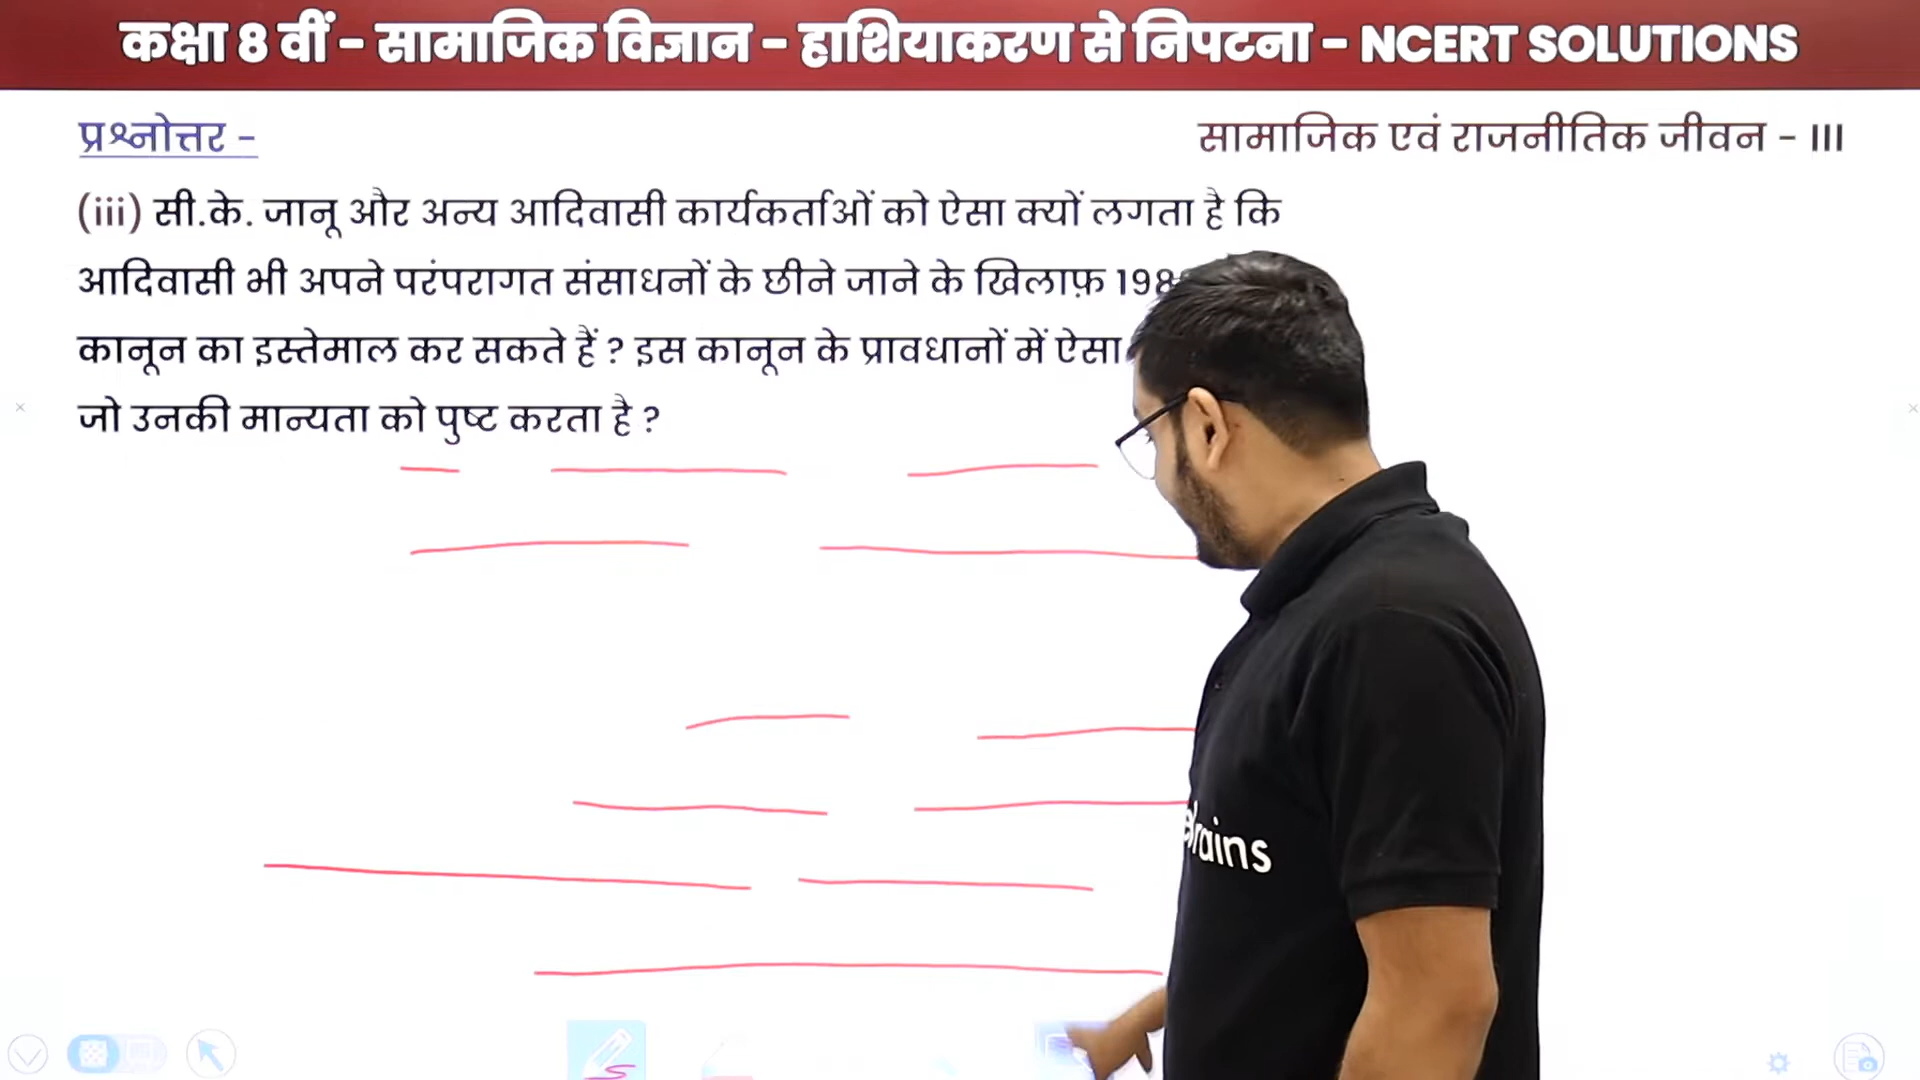 कक्षा 8 वीं - सामाजिक विज्ञान - हाशियाकरण से निपटना - NCERT SOLUTIONS
प्रश्नोत्तर -
सामाजिक एवं राजनीतिक जीवन - III
(iii) सी.के. जानू और अन्य आदिवासी कार्यकर्ताओं को ऐसा क्यों लगता है कि
आदिवासी भी अपने परंपरागत संसाधनों के छीने जाने के खिलाफ़
कानून का इस्तेमाल कर सकते हैं ? इस कानून के प्रावधानों में ऐसा
जो उनकी मान्यता को पुष्ट करता है ?